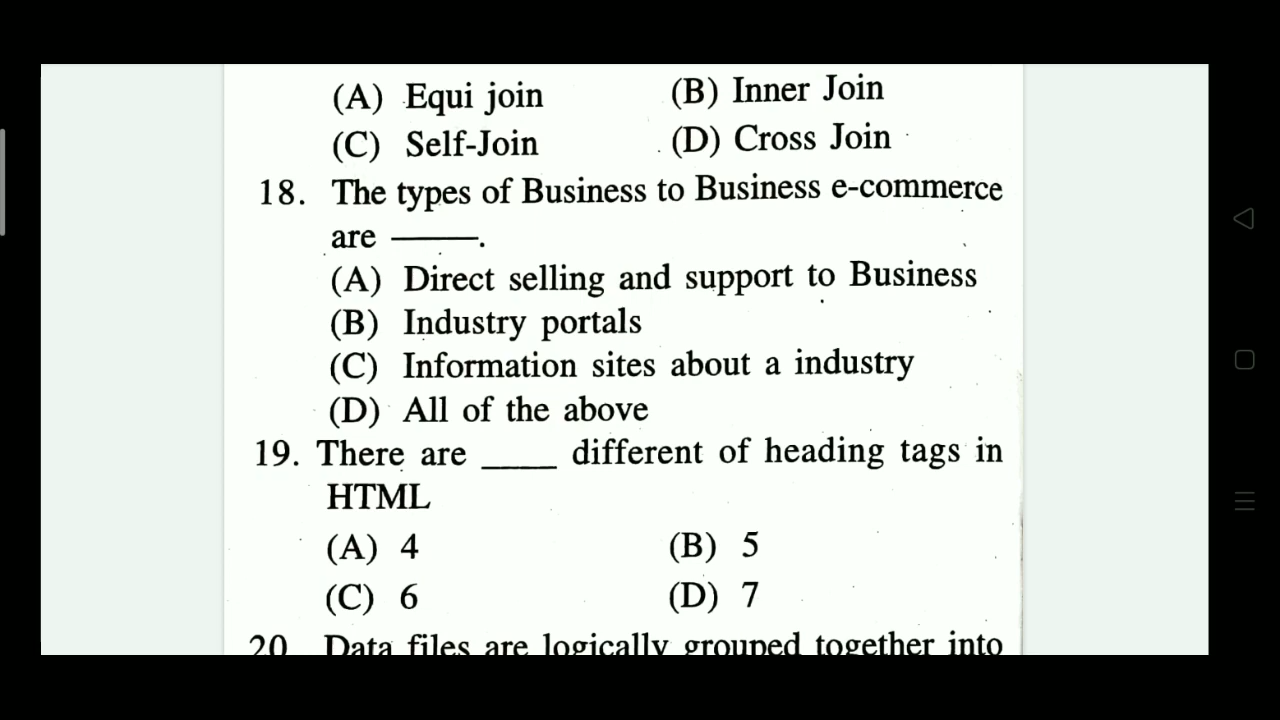 (A) Equi join (B) Inner Join
(C) Self-Join (D) Cross Join
18. The types of Business to Business e-commerce
are ———.
(A) Direct selling and support to Business
(B) Industry portals
(C) Information sites about a industry
(D) All of the above
19. There are ____ different of heading tags in
HTML
(A) 4 (B) 5
(C) 6 (D) 7
20. Data files are logically grouped together into